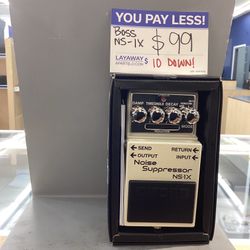 YOU PAY LESS!
BOSS
NS-1X $99
LAYAWAY
10 DOWN!
DAMP THRESHOLD DECAY
MODE
SEND RETURN
OUTPUT INPUT
Noise
Suppressor
NS-1X